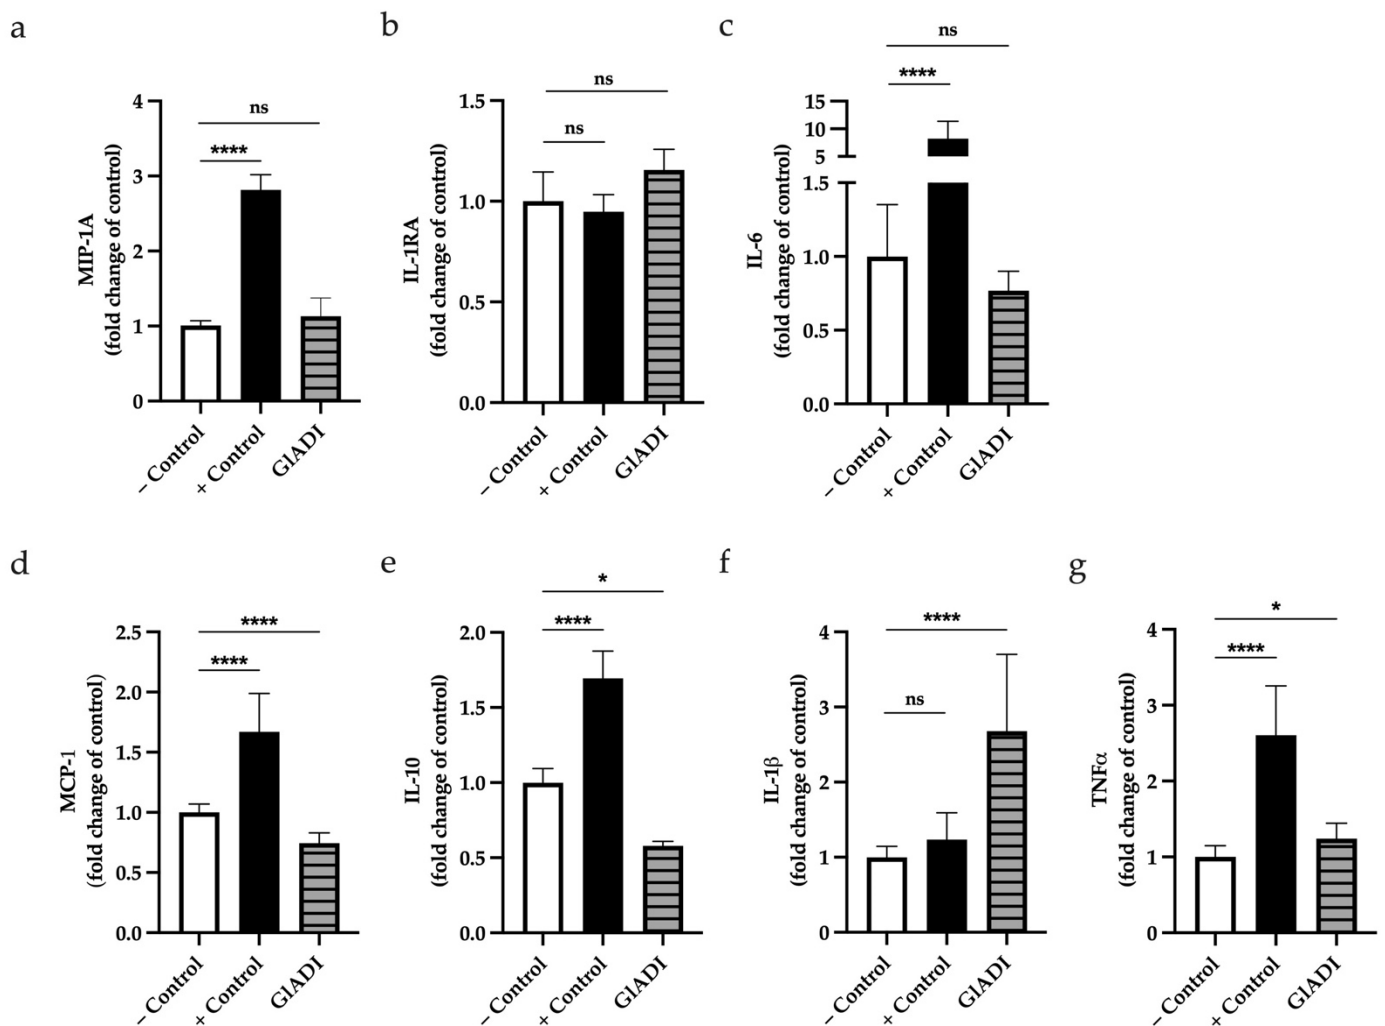 a
b
c
MIP-1A
(fold change of control)
4
3
2
1
0
ns
****
– Control
+ Control
GlADI
IL-1RA
(fold change of control)
1.5
1.0
0.5
0.0
ns
ns
– Control
+ Control
GlADI
IL-6
(fold change of control)
15
10
5
1.5
1.0
0.5
0.0
ns
****
– Control
+ Control
GlADI
d
e
f
g
MCP-1
(fold change of control)
2.5
2.0
1.5
1.0
0.5
0.0
****
****
– Control
+ Control
GlADI
IL-10
(fold change of control)
2.0
1.5
1.0
0.5
0.0
*
****
– Control
+ Control
GlADI
IL-1β
(fold change of control)
4
3
2
1
0
****
ns
– Control
+ Control
GlADI
TNFα
(fold change of control)
4
3
2
1
0
*
****
– Control
+ Control
GlADI